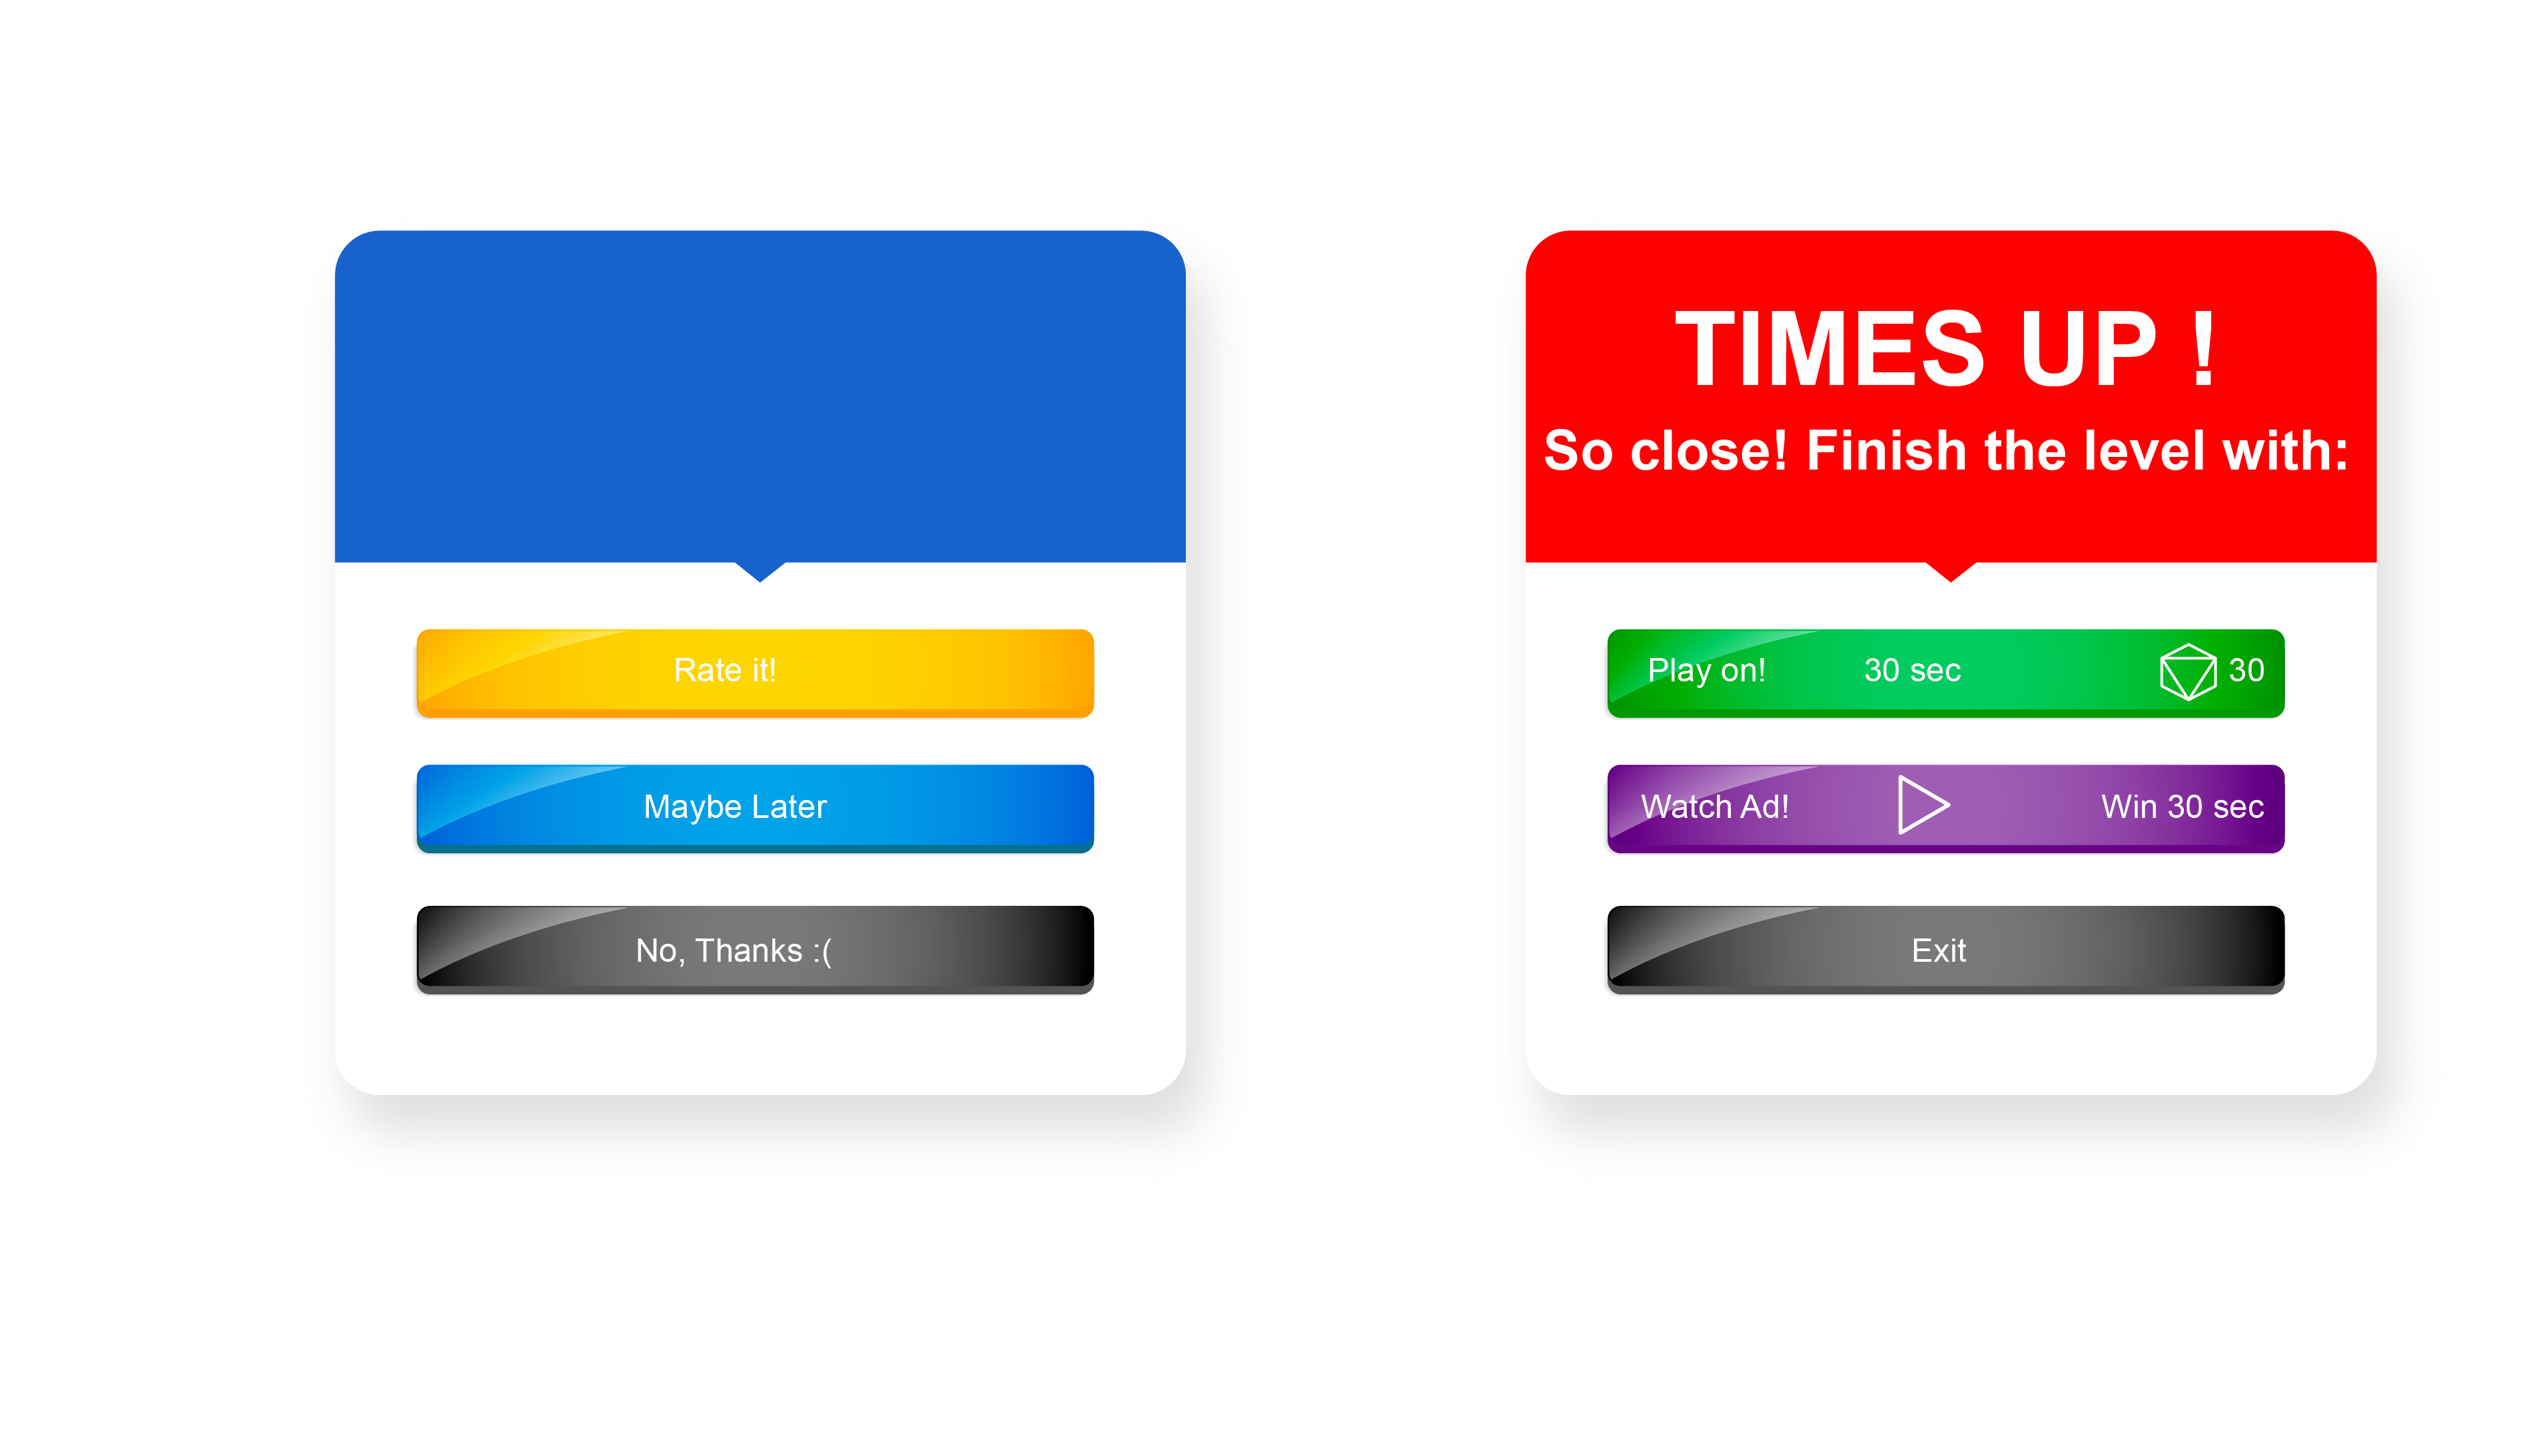 Rate it!
Maybe Later
No, Thanks :(
TIMES UP !
So close! Finish the level with:
Play on! 30 sec 30
Watch Ad! Win 30 sec
Exit